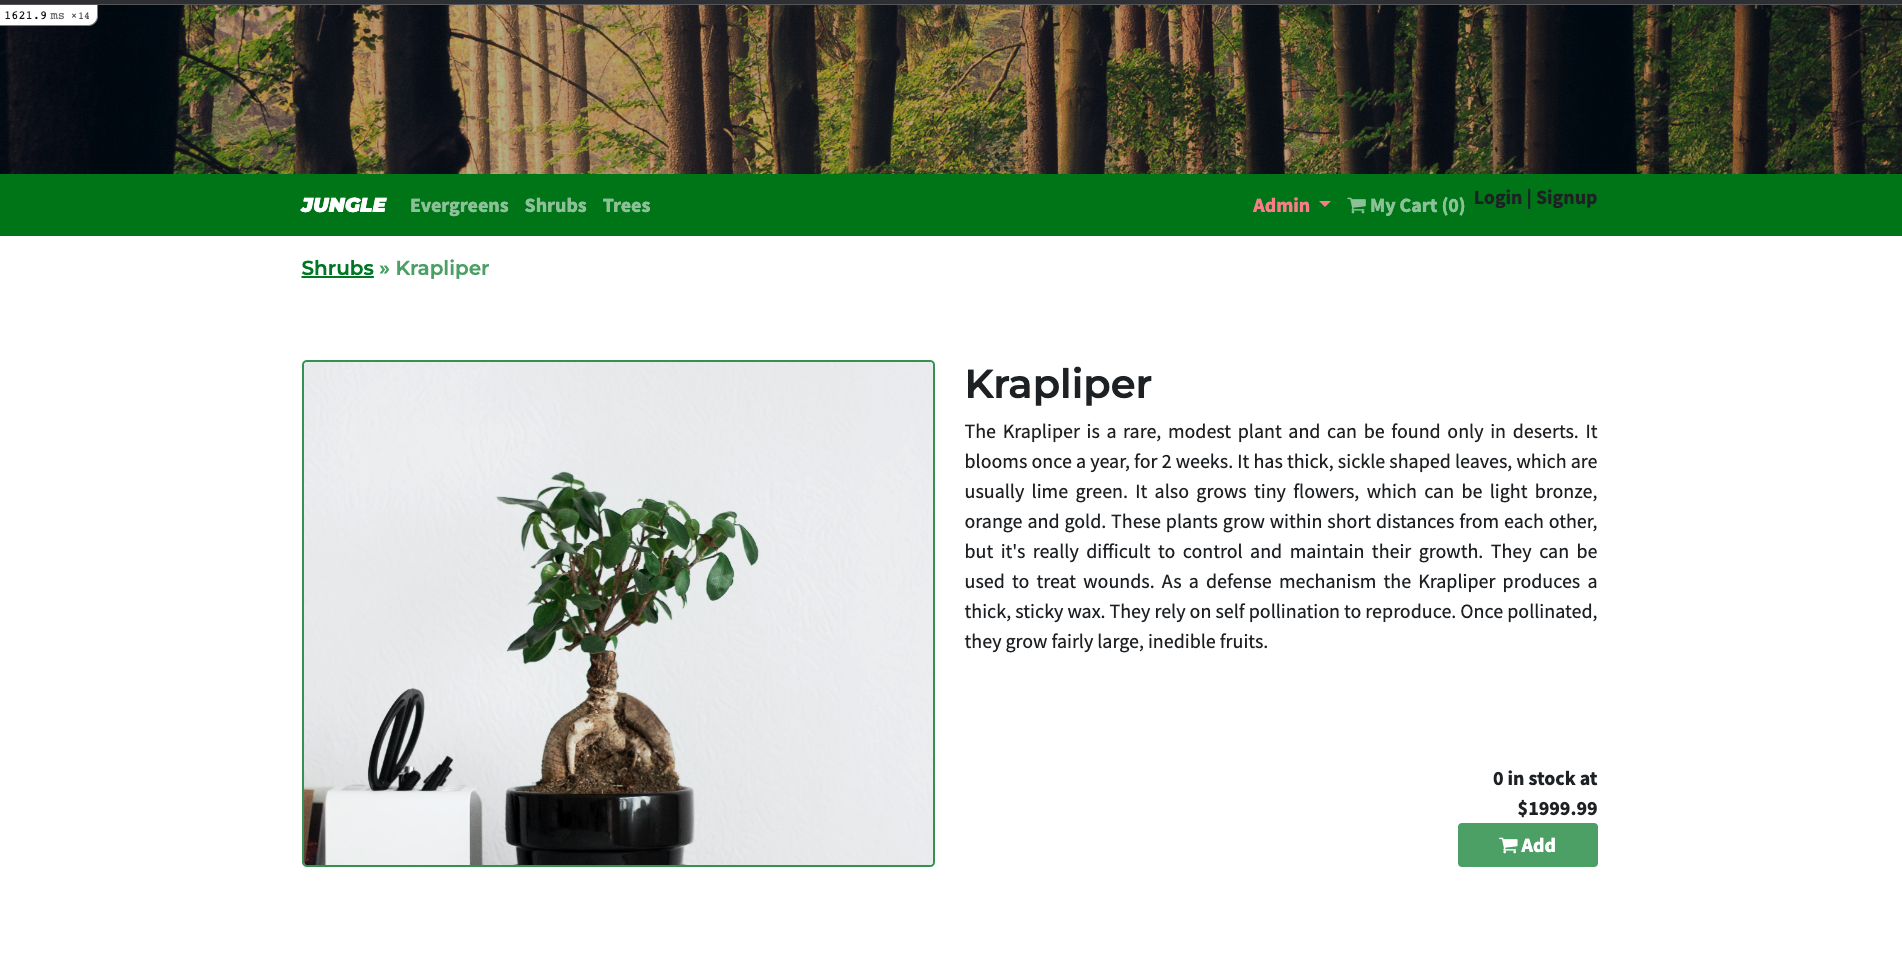 1621.9 ms ×14
JUNGLE Evergreens Shrubs Trees Admin My Cart (0) Login | Signup
Shrubs » Krapliper
Krapliper
The Krapliper is a rare, modest plant and can be found only in deserts. It
blooms once a year, for 2 weeks. It has thick, sickle shaped leaves, which are
usually lime green. It also grows tiny flowers, which can be light bronze,
orange and gold. These plants grow within short distances from each other,
but it's really difficult to control and maintain their growth. They can be
used to treat wounds. As a defense mechanism the Krapliper produces a
thick, sticky wax. They rely on self pollination to reproduce. Once pollinated,
they grow fairly large, inedible fruits.
0 in stock at
$1999.99
Add